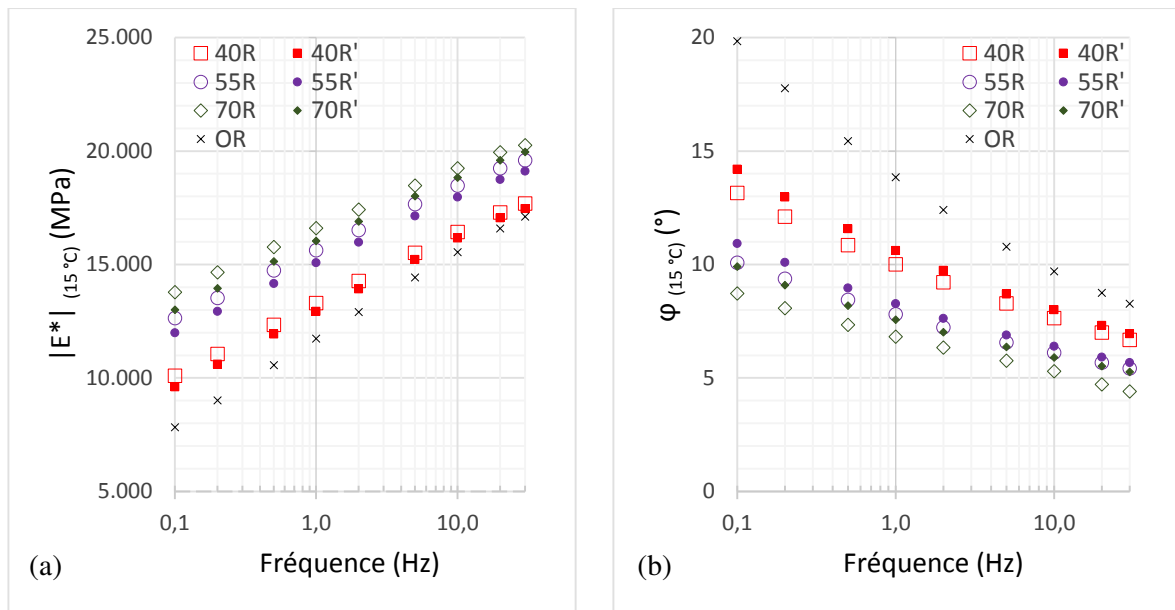 25.000
20.000
15.000
10.000
5.000
|E*| (15 °C) (MPa)
40R 40R'
55R 55R'
70R 70R'
OR
0,1 1,0 10,0
Fréquence (Hz)
(a)
20
15
10
5
0
φ (15 °C) (°)
40R 40R'
55R 55R'
70R 70R'
OR
0,1 1,0 10,0
Fréquence (Hz)
(b)